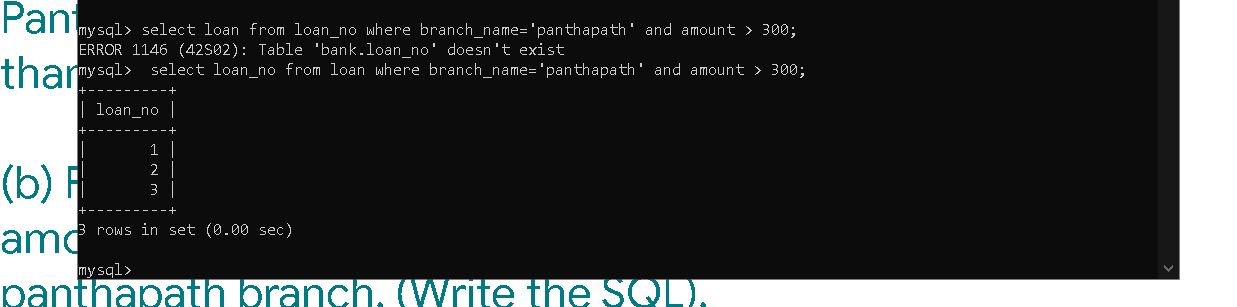 Pant
mysql> select loan from loan_no where branch_name='panthapath' and amount > 300;
ERROR 1146 (42S02): Table 'bank.loan_no' doesn't exist
than
mysql>  select loan_no from loan where branch_name='panthapath' and amount > 300;
+---------+
| loan_no |
+---------+
|       1 |
|       2 |
(b) F
|       3 |
+---------+
3 rows in set (0.00 sec)
amo
mysql>
panthapath branch. (Write the SQL).